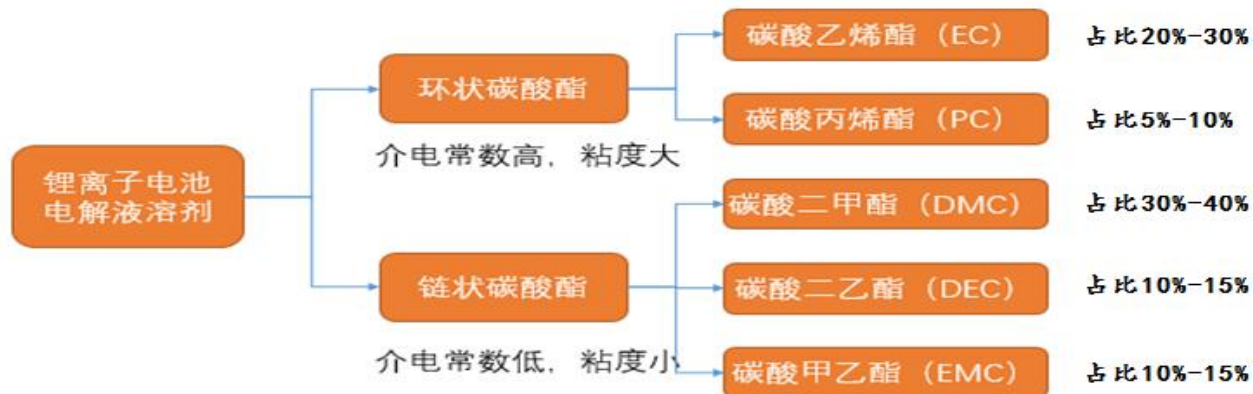 锂离子电池
电解液溶剂
环状碳酸酯
介电常数高，粘度大
碳酸乙烯酯（EC）
占比20%-30%
碳酸丙烯酯（PC）
占比5%-10%
链状碳酸酯
介电常数低，粘度小
碳酸二甲酯（DMC）
占比30%-40%
碳酸二乙酯（DEC）
占比10%-15%
碳酸甲乙酯（EMC）
占比10%-15%